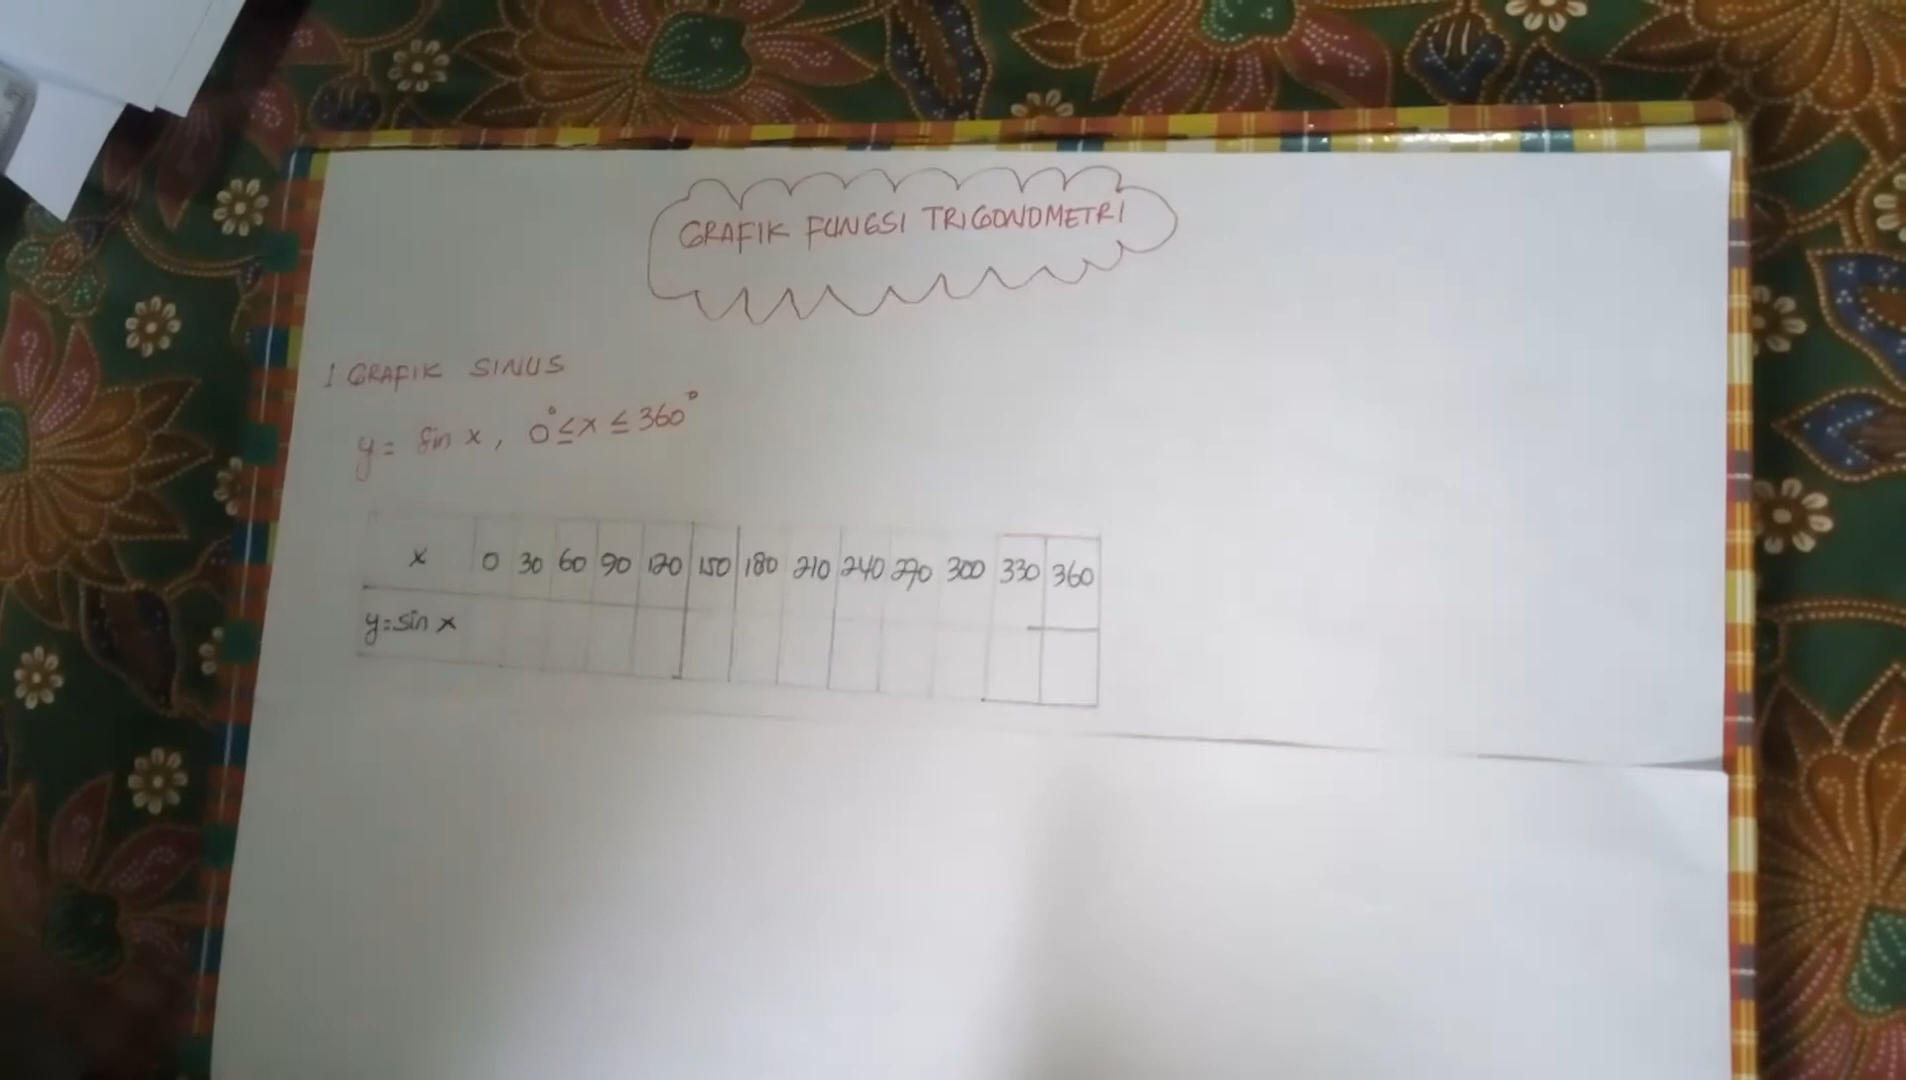 GRAFIK FUNGSI TRIGONOMETRI
1 GRAFIK SINUS
y = sin x, 0° ≤ x ≤ 360°
x 0 30 60 90 120 150 180 210 240 270 300 330 360
y = sin x